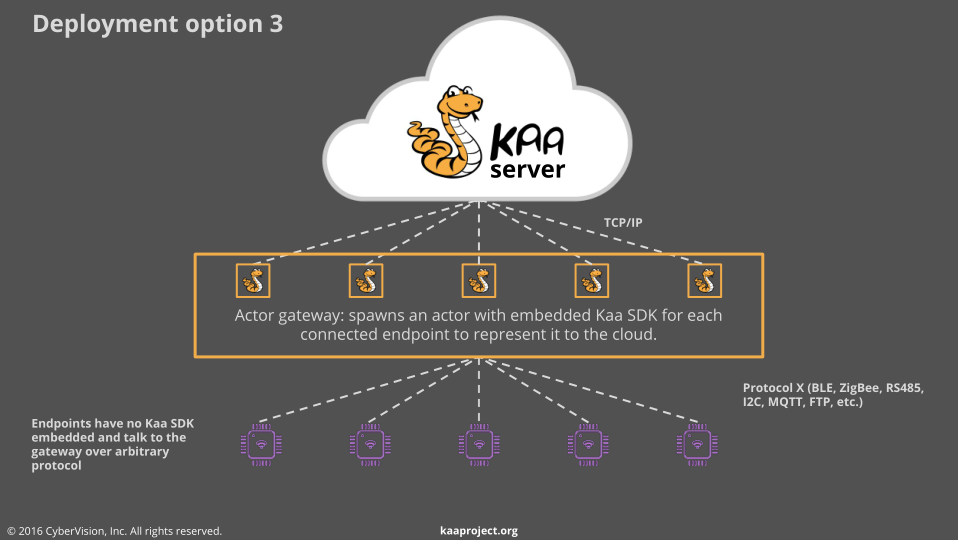 Deployment option 3
KAA
server
TCP/IP
Actor gateway: spawns an actor with embedded Kaa SDK for each
connected endpoint to represent it to the cloud.
Protocol X (BLE, ZigBee, RS485,
I2C, MQTT, FTP, etc.)
Endpoints have no Kaa SDK
embedded and talk to the
gateway over arbitrary
protocol
© 2016 CyberVision, Inc. All rights reserved.
kaaproject.org